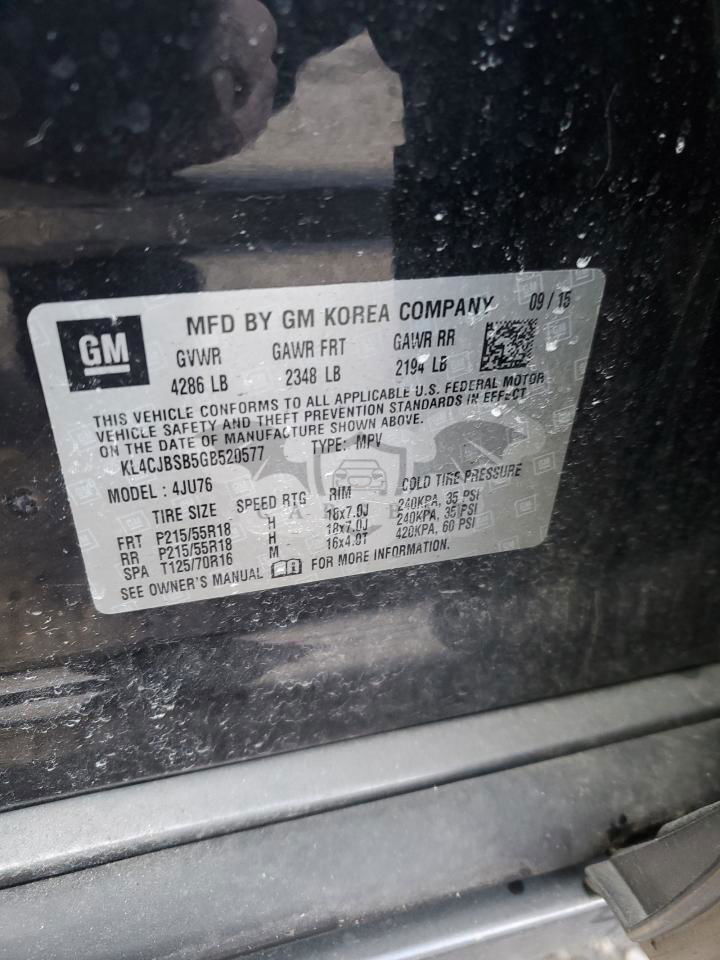 GM
MFD BY GM KOREA COMPANY 09/15
GVWR GAWR FRT GAWR RR
4286 LB 2348 LB 2194 LB
THIS VEHICLE CONFORMS TO ALL APPLICABLE U.S. FEDERAL MOTOR
VEHICLE SAFETY AND THEFT PREVENTION STANDARDS IN EFFECT
ON THE DATE OF MANUFACTURE SHOWN ABOVE.
KL4CJBSB5GB520577 TYPE: MPV
MODEL: 4JU76
TIRE SIZE SPEED RTG RIM COLD TIRE PRESSURE
FRT P215/55R18 H 18x7.0J 240KPA, 35 PSI
RR P215/55R18 H 18x7.0J 240KPA, 35 PSI
SPA T125/70R16 M 16x4.0T 420KPA, 60 PSI
SEE OWNER'S MANUAL FOR MORE INFORMATION.